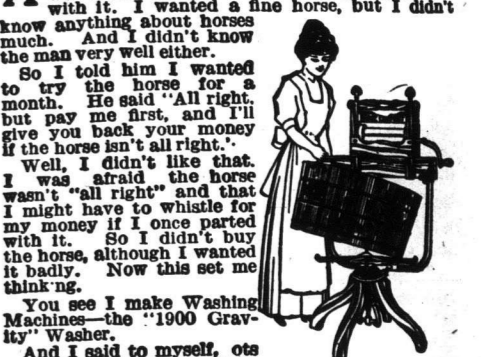 with it. I wanted a fine horse, but I didn't
know anything about horses
much. And I didn't know
the man very well either.
So I told him I wanted
to try the horse for a
month. He said "All right,
but pay me first, and I'll
give you back your money
if the horse isn't all right."
Well, I didn't like that.
I was afraid the horse
wasn't "all right" and that
I might have to whistle for
my money if I once parted
with it. So I didn't buy
the horse, although I wanted
it badly. Now this set me
thinking.
You see I make Washing
Machines—the "1900 Grav-
ity" Washer.
And I said to myself, ots